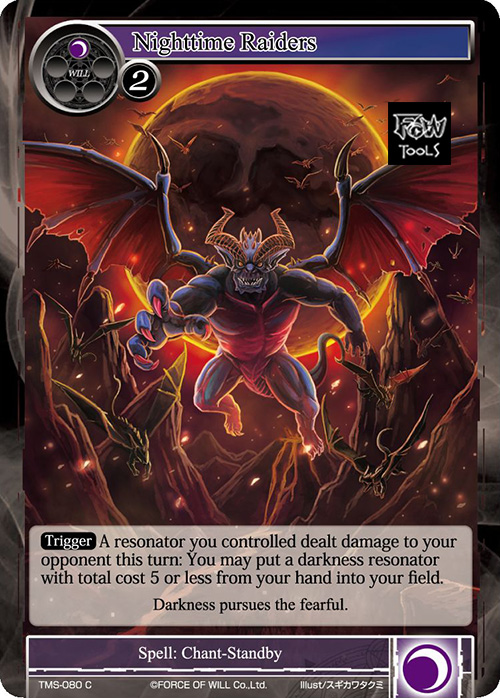 Nighttime Raiders
WILL
2
FOW
TOOLS
Trigger A resonator you controlled dealt damage to your
opponent this turn: You may put a darkness resonator
with total cost 5 or less from your hand into your field.
Darkness pursues the fearful.
Spell: Chant-Standby
TMS-080 C ©FORCE OF WILL Co.,Ltd. Illust/スギカワタクミ